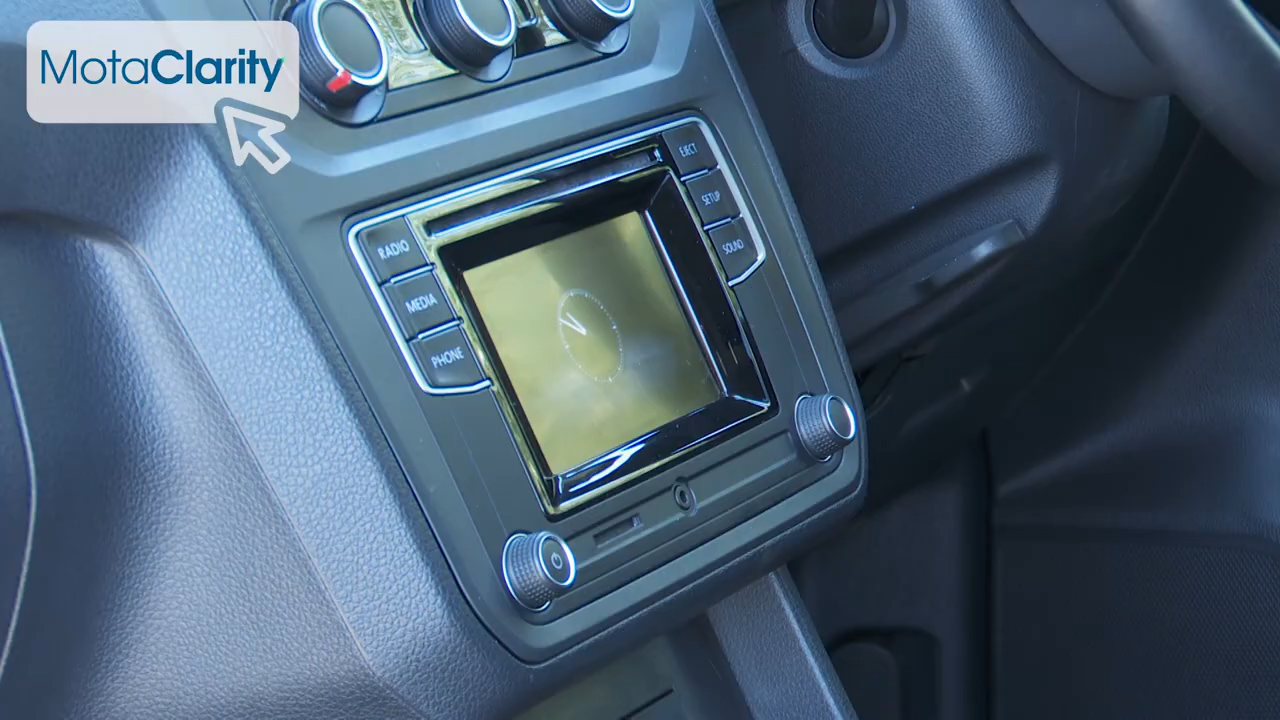 MotaClarity
EJECT
SETUP
SOUND
RADIO
MEDIA
PHONE